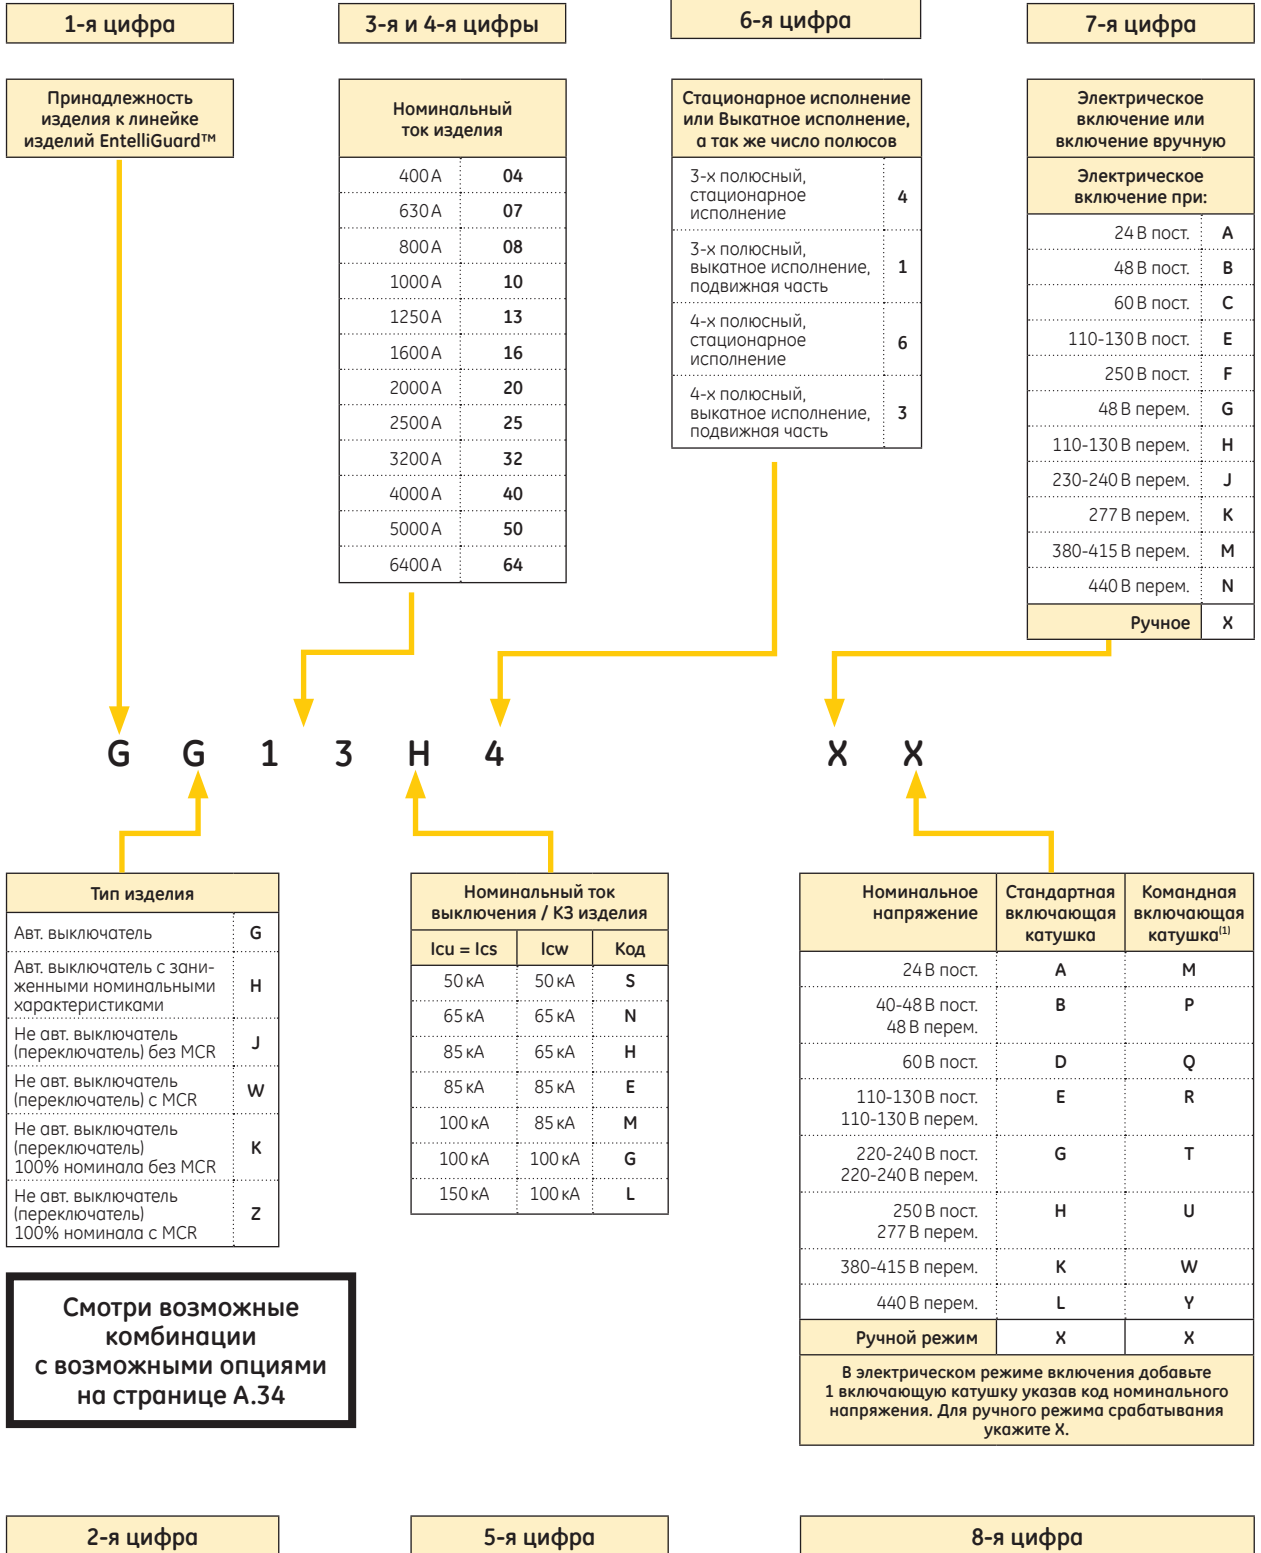 1-я цифра
3-я и 4-я цифры
6-я цифра
7-я цифра
Принадлежность
изделия к линейке
изделий EntelliGuard™
Номинальный
ток изделия
400 А 04
630 А 07
800 А 08
1000 А 10
1250 А 13
1600 А 16
2000 А 20
2500 А 25
3200 А 32
4000 А 40
5000 А 50
6400 А 64
Стационарное исполнение
или Выкатное исполнение,
а так же число полюсов
3-х полюсный,
стационарное
исполнение
4
3-х полюсный,
выкатное исполнение,
подвижная часть
1
4-х полюсный,
стационарное
исполнение
6
4-х полюсный,
выкатное исполнение,
подвижная часть
3
Электрическое
включение или
включение вручную
Электрическое
включение при:
24 В пост. A
48 В пост. B
60 В пост. C
110-130 В пост. E
250 В пост. F
48 В перем. G
110-130 В перем. H
230-240 В перем. J
277 В перем. K
380-415 В перем. M
440 В перем. N
Ручное X
G G 1 3 H 4 X X
Тип изделия
Авт. выключатель G
Авт. выключатель с зани-
женными номинальными
характеристиками
H
Не авт. выключатель
(переключатель) без MCR
J
Не авт. выключатель
(переключатель) с MCR
W
Не авт. выключатель
(переключатель)
100% номинала без MCR
K
Не авт. выключатель
(переключатель)
100% номинала с MCR
Z
Номинальный ток
выключения / КЗ изделия
Icu = Ics Icw Код
50 кА 50 кА S
65 кА 65 кА N
85 кА 65 кА H
85 кА 85 кА E
100 кА 85 кА M
100 кА 100 кА G
150 кА 100 кА L
Номинальное
напряжение
Стандартная
включающая
катушка
Командная
включающая
катушка(1)
24 В пост. A M
40-48 В пост. B P
48 В перем.
60 В пост. D Q
110-130 В пост. E R
110-130 В перем.
220-240 В пост. G T
220-240 В перем.
250 В пост. H U
277 В перем.
380-415 В перем. K W
440 В перем. L Y
Ручной режим X X
В электрическом режиме включения добавьте
1 включающую катушку указав код номинального
напряжения. Для ручного режима срабатывания
укажите X.
Смотри возможные
комбинации
с возможными опциями
на странице А.34
2-я цифра
5-я цифра
8-я цифра